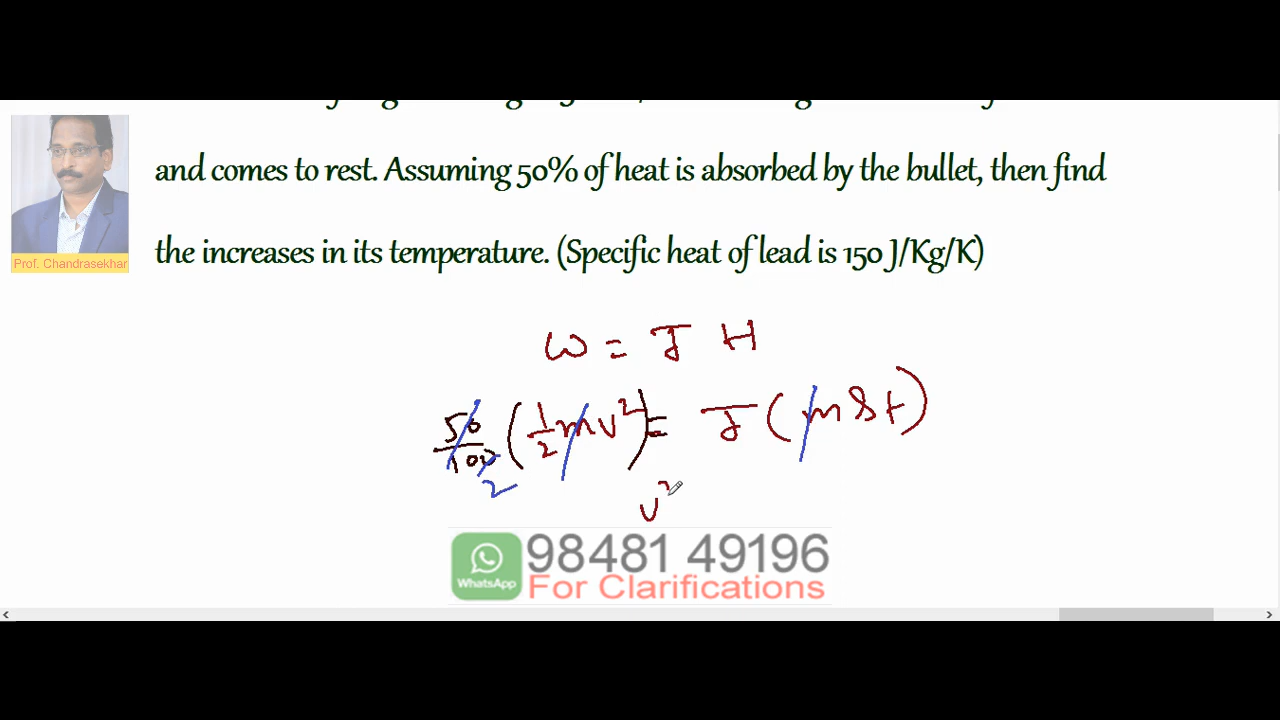 and comes to rest. Assuming 50% of heat is absorbed by the bullet, then find
Prof. Chandrasekhar
the increases in its temperature. (Specific heat of lead is 150 J/Kg/K)
W = J H
50/100 (1/2 mv²) = J (mSt)
2
v²
WhatsApp
98481 49196
For Clarifications